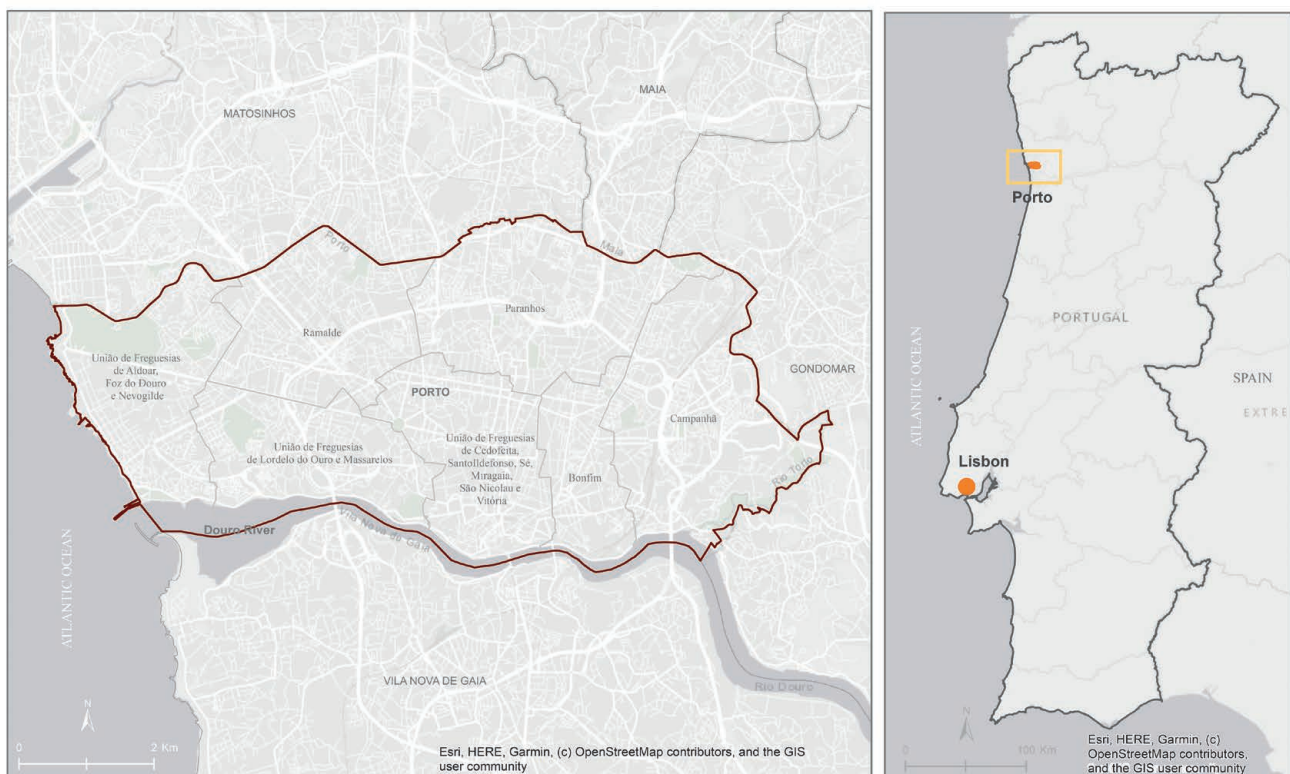 MAIA
MATOSINHOS
Porto
Maia
Paranhos
Ramalde
União de Freguesias
de Aldoar,
Foz do Douro
e Nevogilde
PORTO
GONDOMAR
Campanhã
União de Freguesias
de Lordelo do Ouro e Massarelos
União de Freguesias
de Cedofeita,
SantoIldefonso, Sé,
Miragaia,
São Nicolau e
Vitória
Bonfim
Rio Torto
Douro River
Vila Nova de Gaia
ATLANTIC OCEAN
VILA NOVA DE GAIA
Rio Douro
N
0 2 Km
Esri, HERE, Garmin, (c) OpenStreetMap contributors, and the GIS
user community
Porto
PORTUGAL
ATLANTIC OCEAN
SPAIN
EXTRE
Lisbon
N
0 100 Km
Esri, HERE, Garmin, (c)
OpenStreetMap contributors,
and the GIS user community